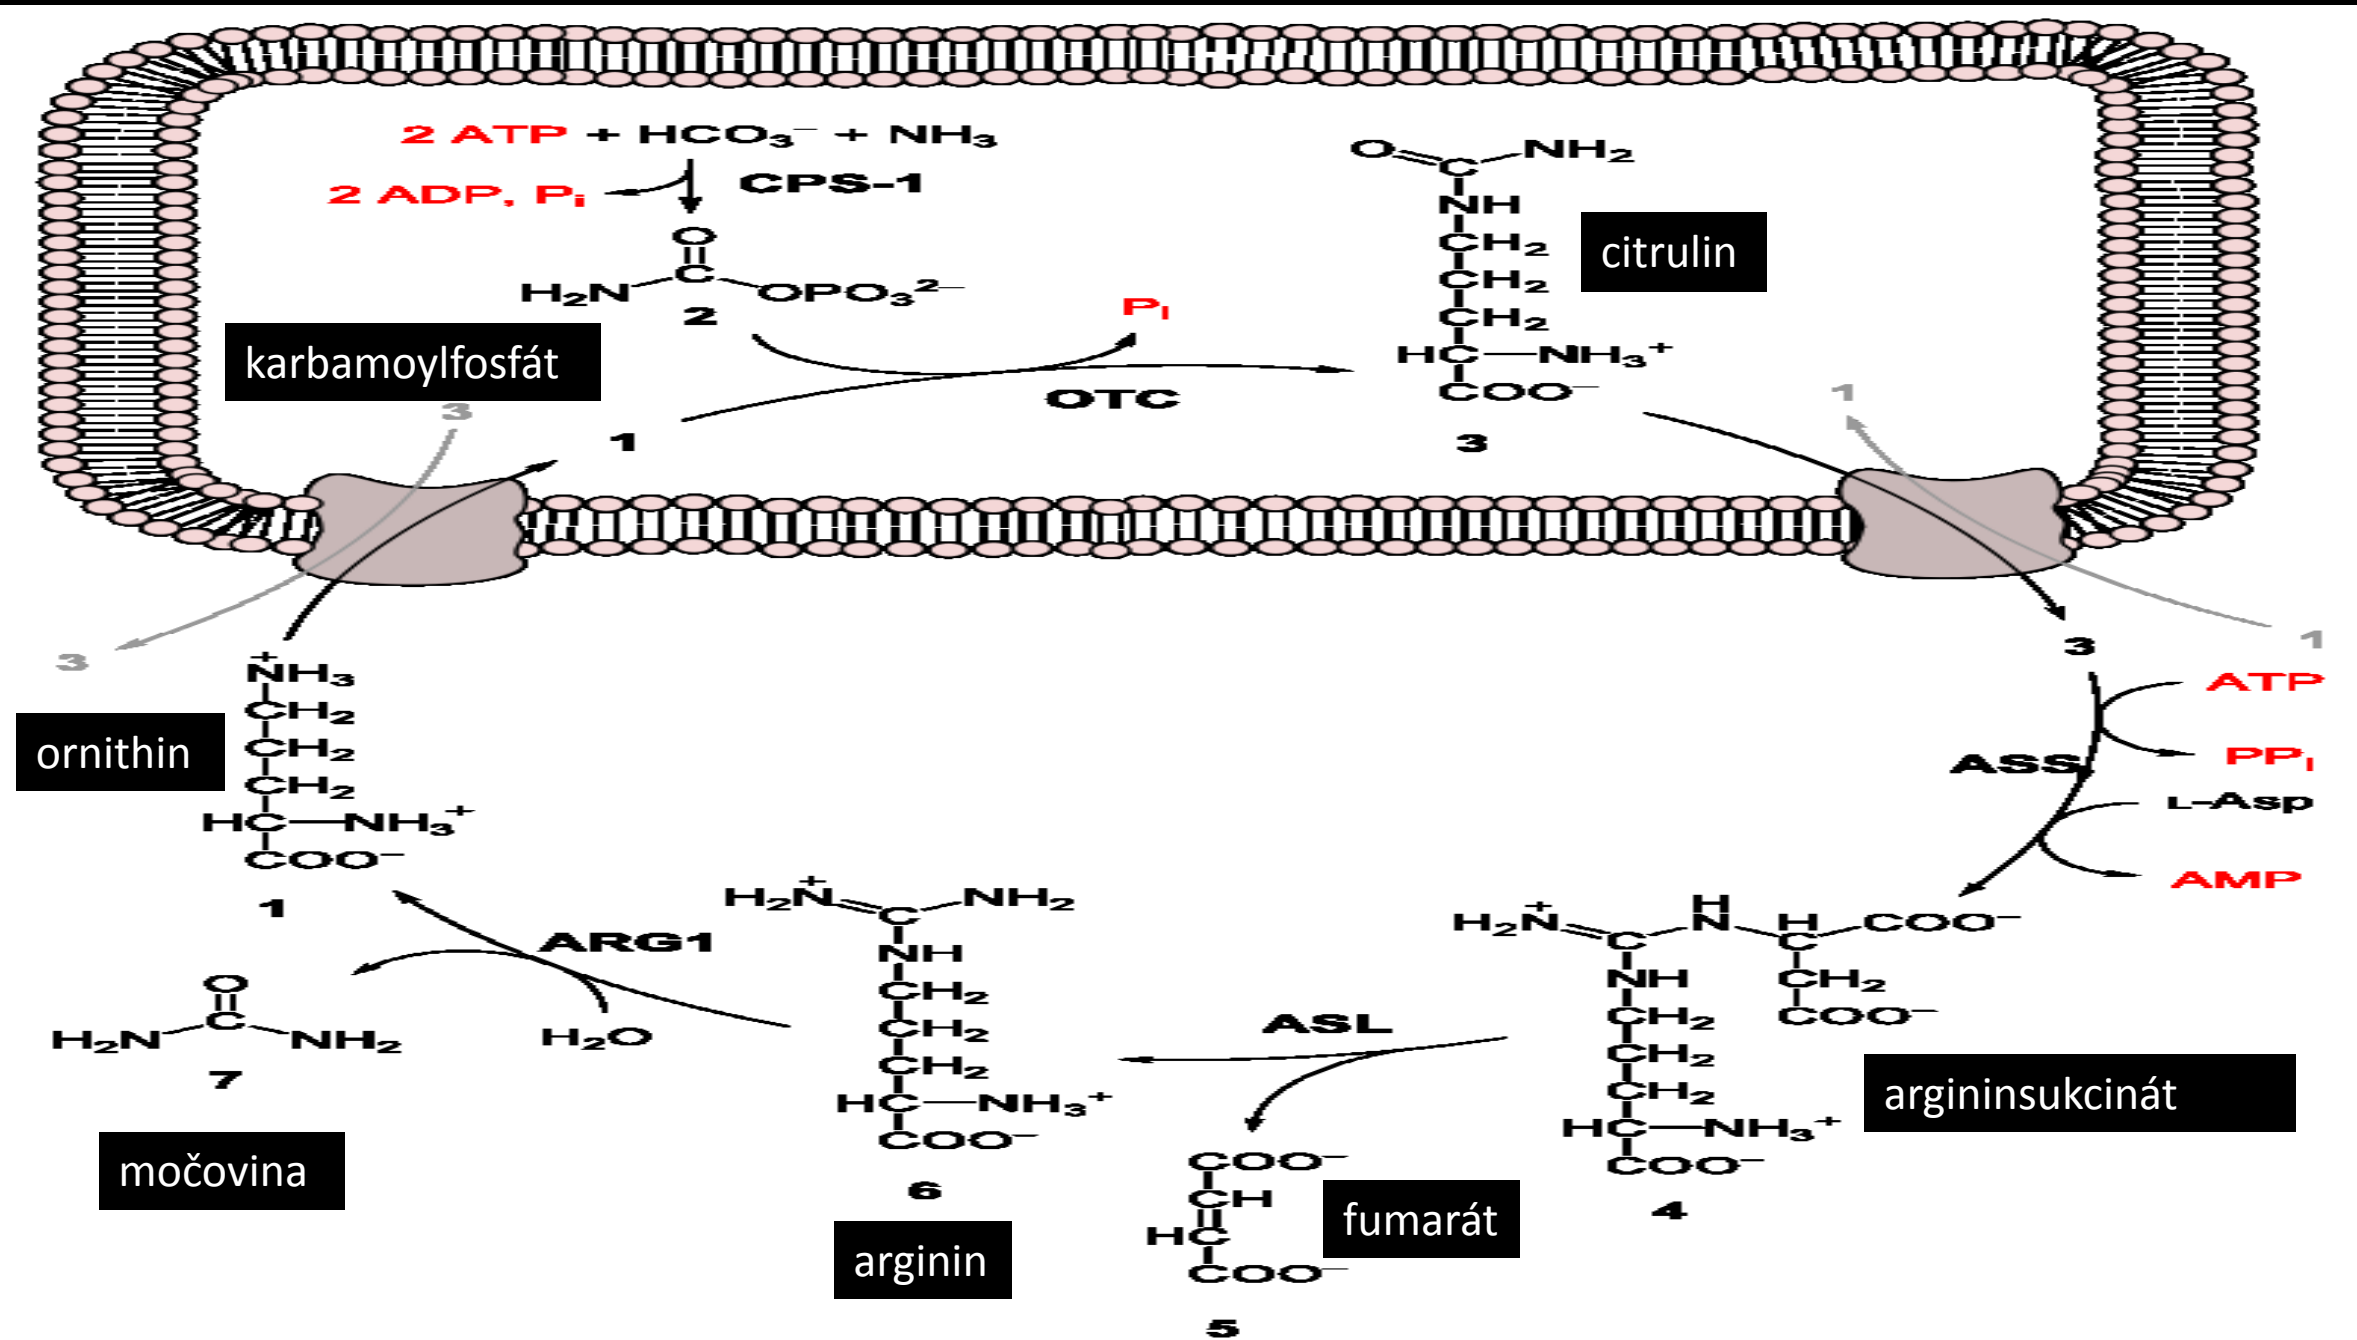 2 ATP + HCO₃⁻ + NH₃
2 ADP, Pᵢ
CPS-1
O
C
H₂N
OPO₃²⁻
2
karbamoylfosfát
Pᵢ
OTC
O
C
NH₂
NH
CH₂
CH₂
CH₂
HC—NH₃⁺
COO⁻
3
citrulin
3
1
1
3
1
3
ATP
PPᵢ
ASS
L-Asp
AMP
+
NH₃
CH₂
CH₂
CH₂
HC—NH₃⁺
COO⁻
1
ornithin
ARG1
H₂O
O
C
H₂N
NH₂
7
močovina
+
H₂N
C
NH₂
NH
CH₂
CH₂
CH₂
HC—NH₃⁺
COO⁻
6
arginin
ASL
COO⁻
CH
HC
COO⁻
5
fumarát
+
H₂N
C
H
N
H
C
COO⁻
CH₂
COO⁻
NH
CH₂
CH₂
CH₂
HC—NH₃⁺
COO⁻
4
argininsukcinát